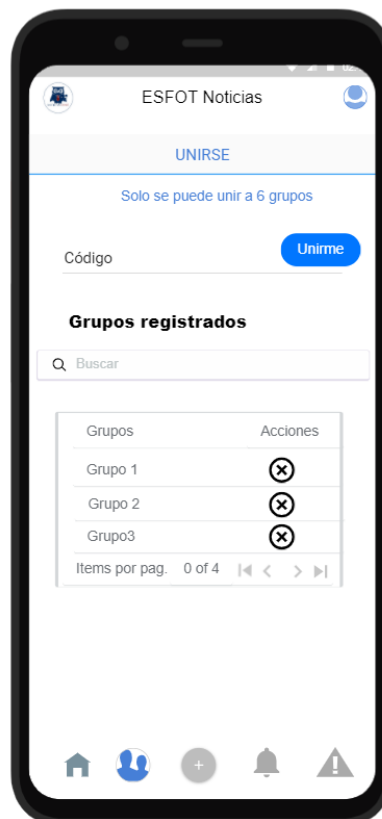 ESFOT Noticias
UNIRSE
Solo se puede unir a 6 grupos
Código
Unirme
Grupos registrados
Buscar
Grupos Acciones
Grupo 1
Grupo 2
Grupo3
Items por pag. 0 of 4